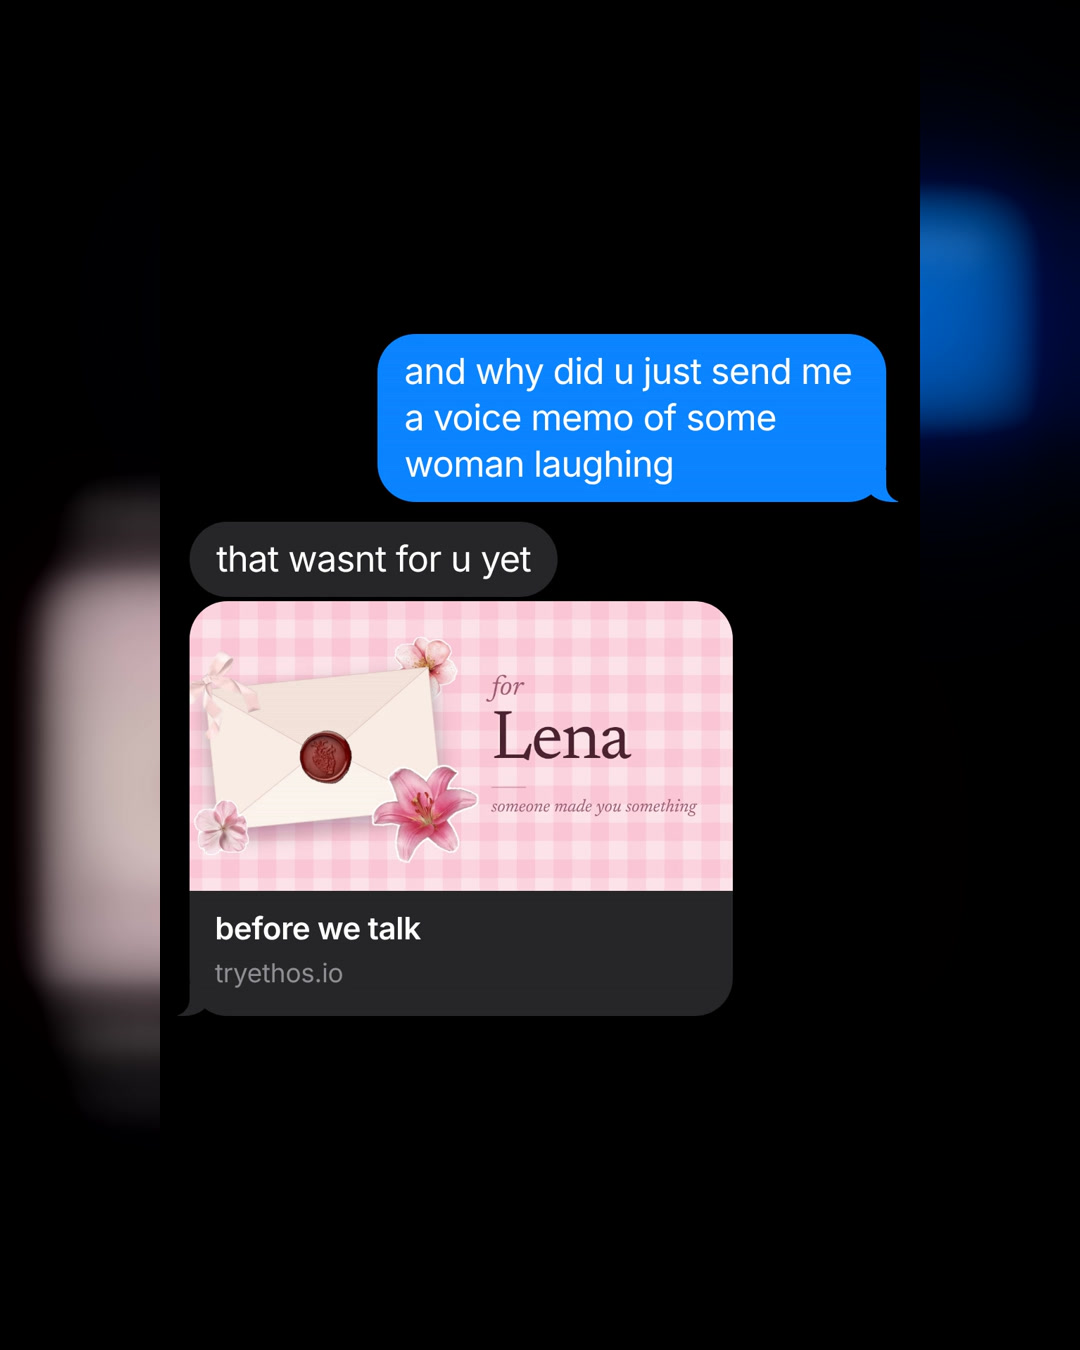 and why did u just send me
a voice memo of some
woman laughing
that wasnt for u yet
for
Lena
someone made you something
before we talk
tryethos.io